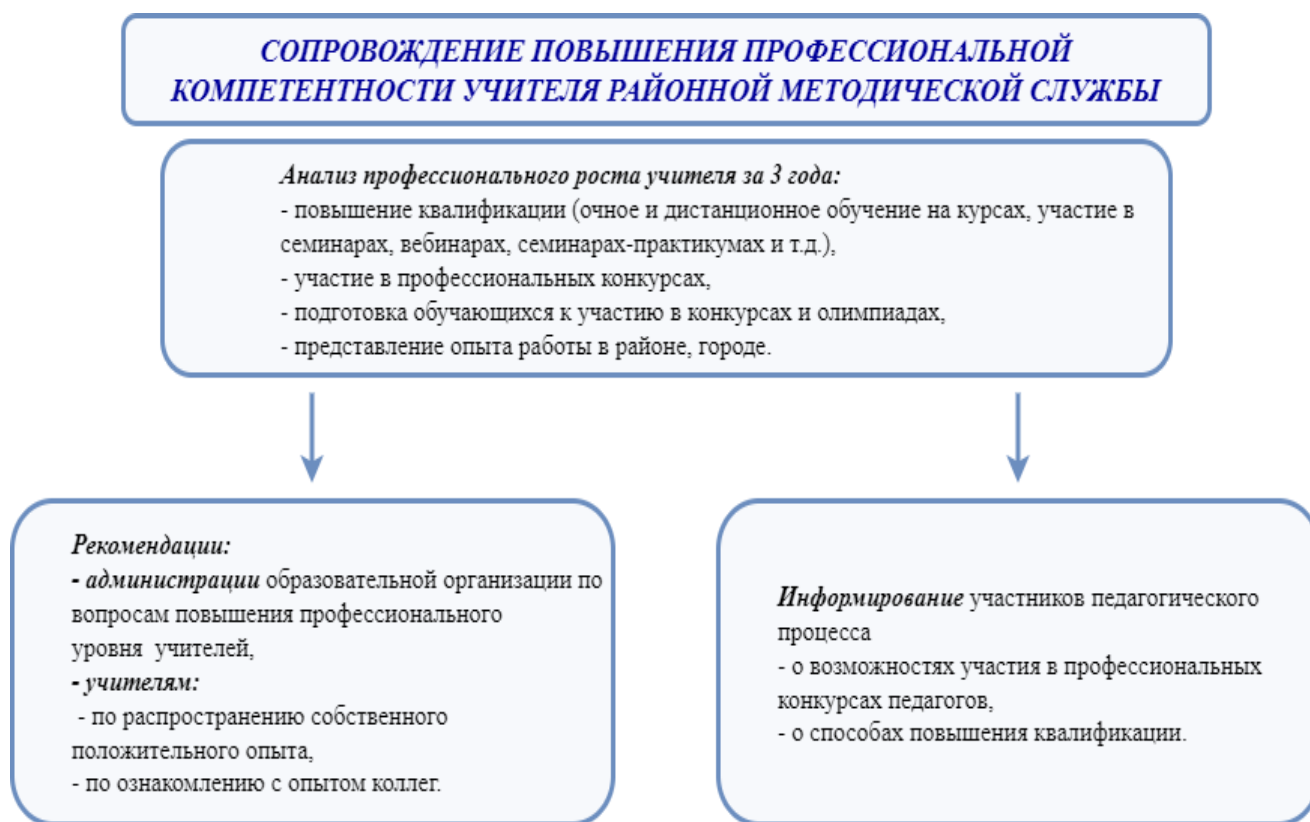 СОПРОВОЖДЕНИЕ ПОВЫШЕНИЯ ПРОФЕССИОНАЛЬНОЙ
КОМПЕТЕНТНОСТИ УЧИТЕЛЯ РАЙОННОЙ МЕТОДИЧЕСКОЙ СЛУЖБЫ
Анализ профессионального роста учителя за 3 года:
- повышение квалификации (очное и дистанционное обучение на курсах, участие в
семинарах, вебинарах, семинарах-практикумах и т.д.),
- участие в профессиональных конкурсах,
- подготовка обучающихся к участию в конкурсах и олимпиадах,
- представление опыта работы в районе, городе.
Рекомендации:
- администрации образовательной организации по
вопросам повышения профессионального
уровня учителей,
- учителям:
- по распространению собственного
положительного опыта,
- по ознакомлению с опытом коллег.
Информирование участников педагогического
процесса
- о возможностях участия в профессиональных
конкурсах педагогов,
- о способах повышения квалификации.